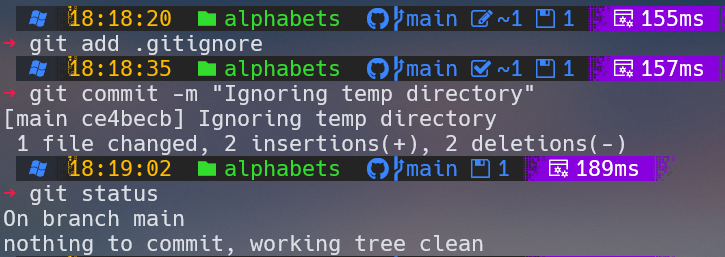 18:18:20 alphabets main ~1 1 155ms
→ git add .gitignore
18:18:35 alphabets main ~1 1 157ms
→ git commit -m "Ignoring temp directory"
[main ce4becb] Ignoring temp directory
1 file changed, 2 insertions(+), 2 deletions(-)
18:19:02 alphabets main 1 189ms
→ git status
On branch main
nothing to commit, working tree clean